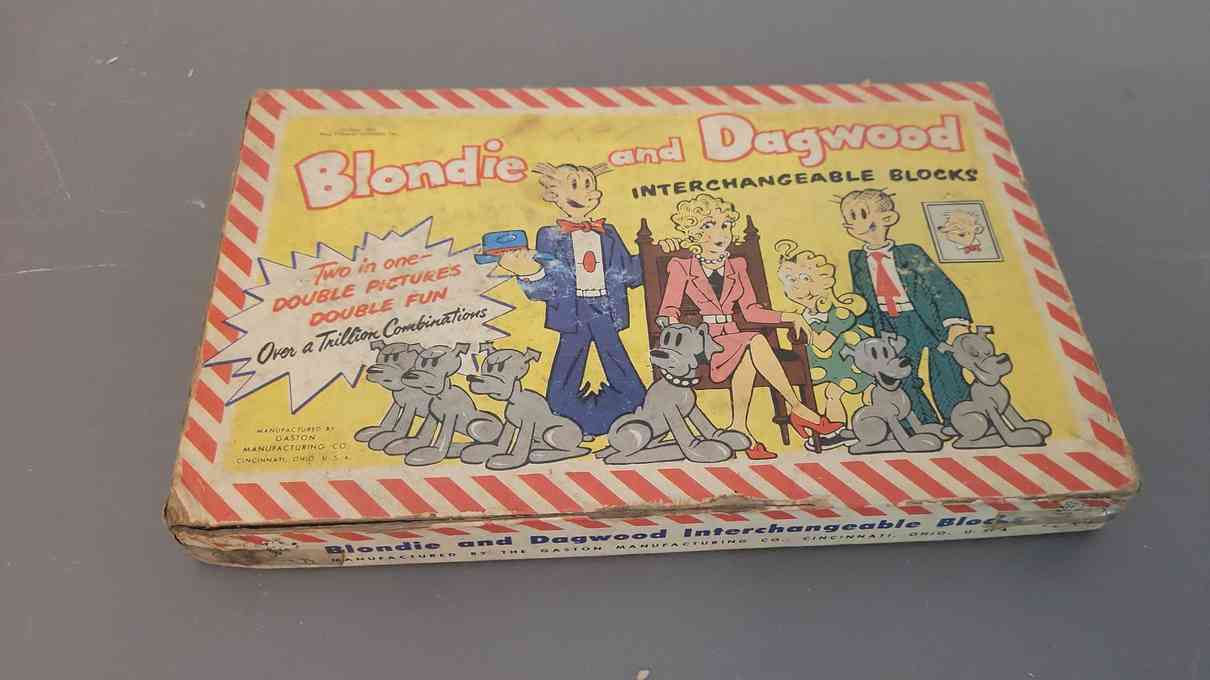 Blondie and Dagwood
INTERCHANGEABLE BLOCKS
Two in one—
DOUBLE PICTURES
DOUBLE FUN
Over a Trillion Combinations
MANUFACTURED BY
GASTON
MANUFACTURING CO.
CINCINNATI, OHIO, U. S. A.
Blondie and Dagwood Interchangeable Blocks
MANUFACTURED BY THE GASTON MANUFACTURING CO., CINCINNATI, OHIO, U. S. A.